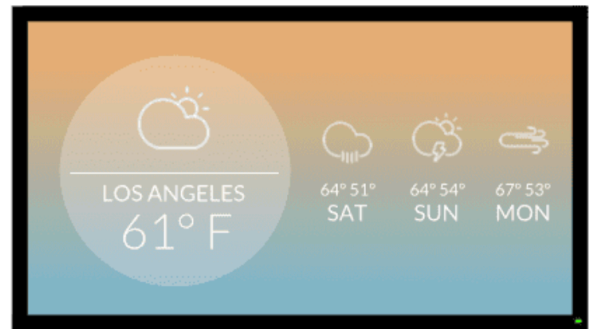 LOS ANGELES
61° F
64° 51°
SAT
64° 54°
SUN
67° 53°
MON